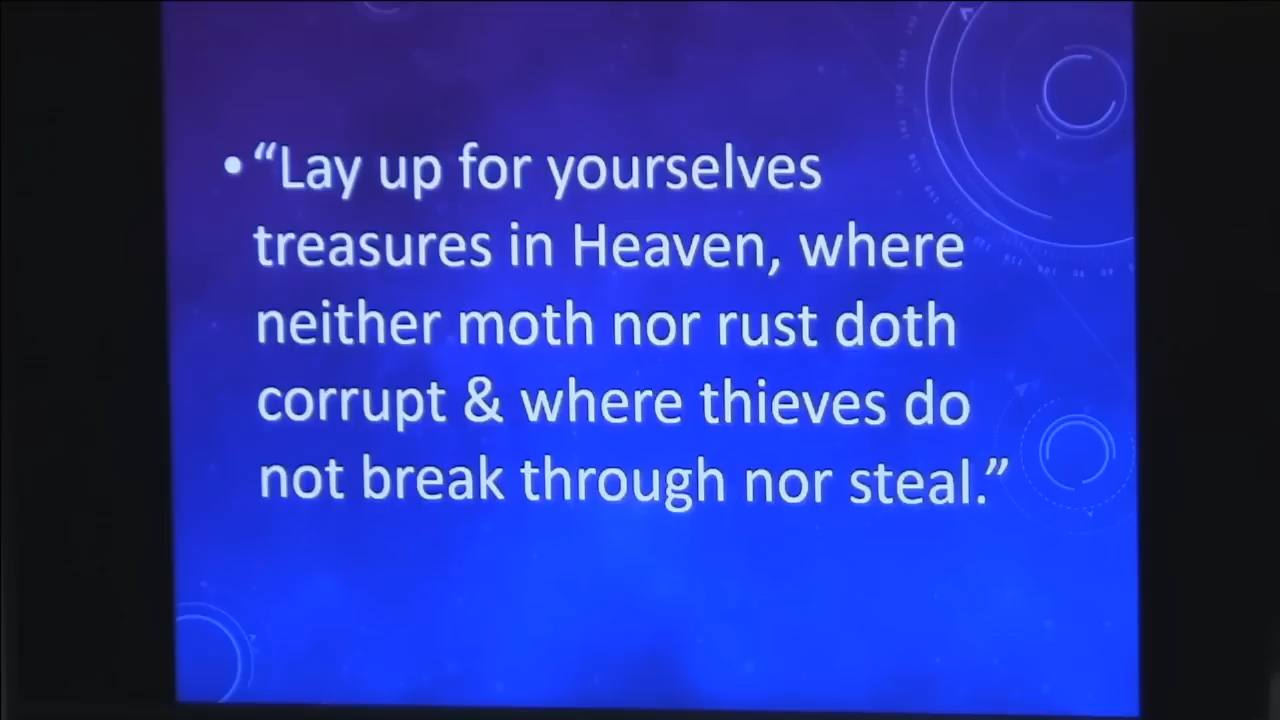 • “Lay up for yourselves
treasures in Heaven, where
neither moth nor rust doth
corrupt & where thieves do
not break through nor steal.”